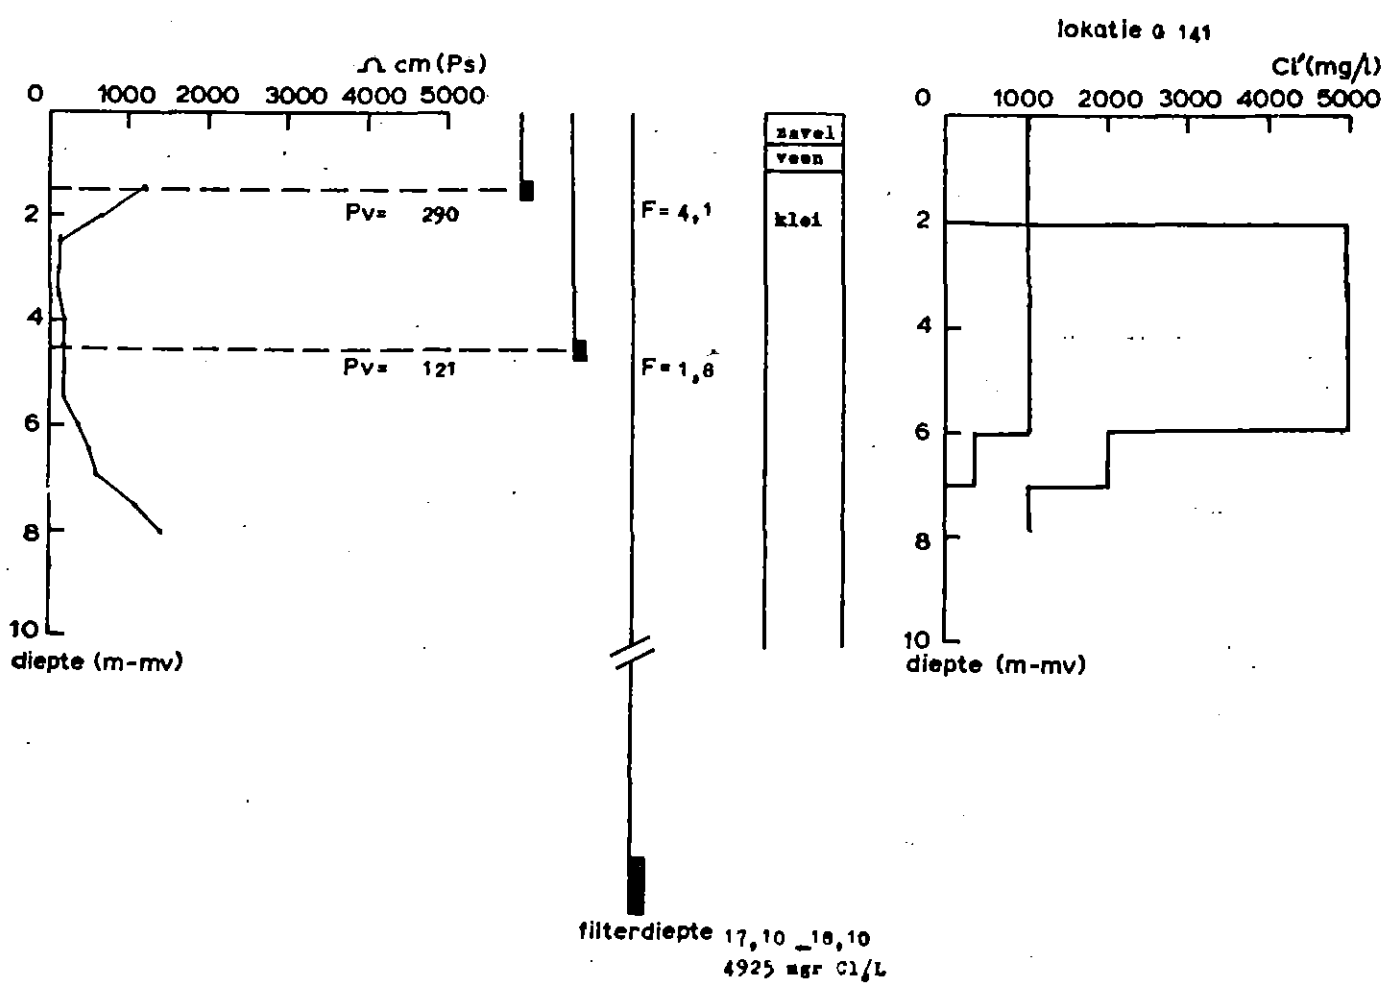 lokatie G 141
Ω cm (Ps)
0 1000 2000 3000 4000 5000
2
4
6
8
10
diepte (m-mv)
Pv= 290
Pv= 121
F= 4,1
F= 1,8
zavel
veen
klei
Cl'(mg/l)
0 1000 2000 3000 4000 5000
2
4
6
8
10
diepte (m-mv)
filterdiepte 17,10 _18,10
4925 mgr Cl/L